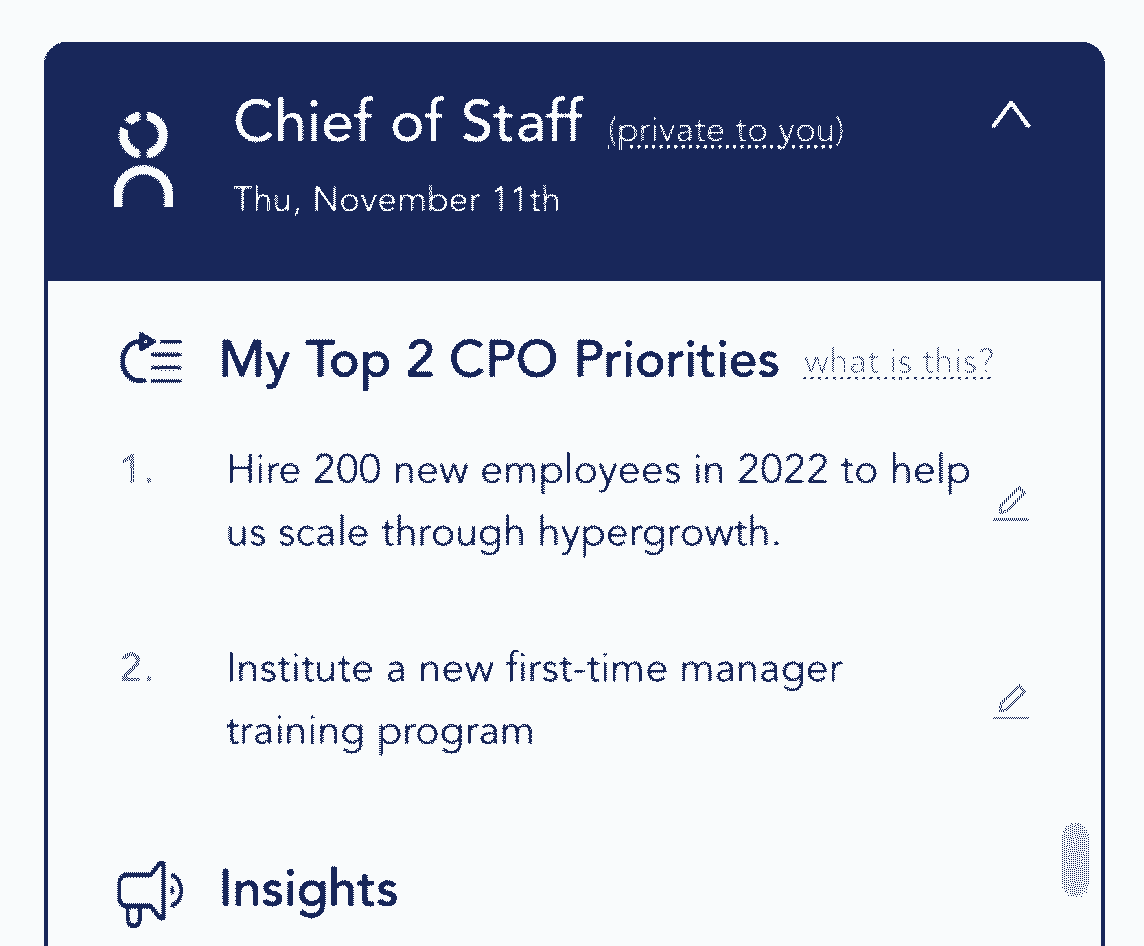 Chief of Staff (private to you)
Thu, November 11th
My Top 2 CPO Priorities what is this?
1. Hire 200 new employees in 2022 to help
us scale through hypergrowth.
2. Institute a new first-time manager
training program
Insights